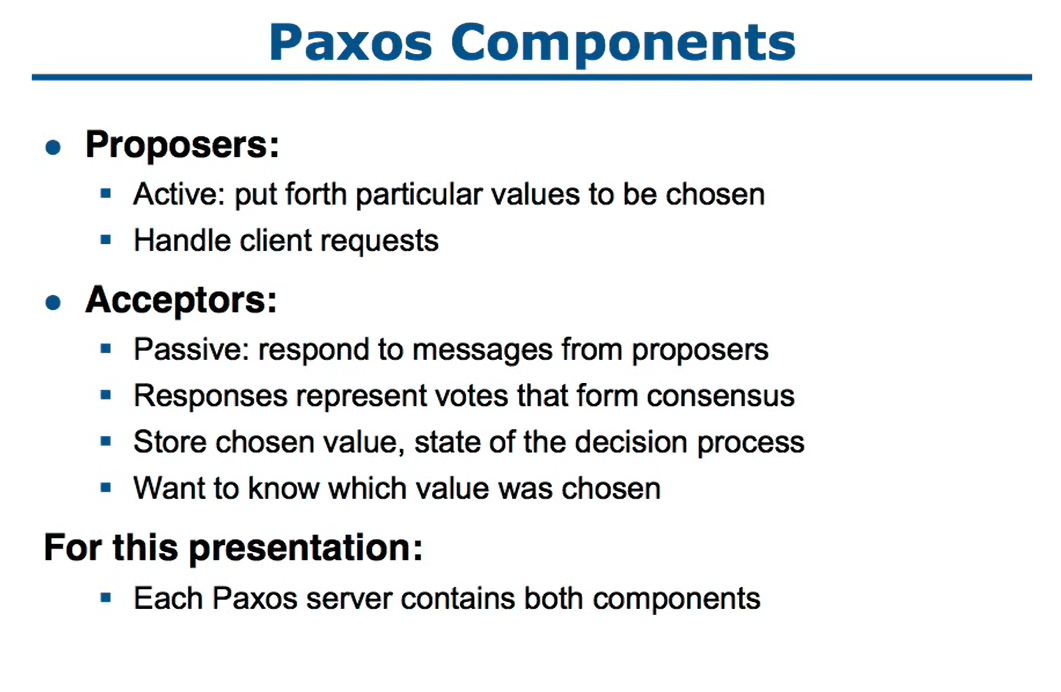 Paxos Components
● Proposers:
▪ Active: put forth particular values to be chosen
▪ Handle client requests
● Acceptors:
▪ Passive: respond to messages from proposers
▪ Responses represent votes that form consensus
▪ Store chosen value, state of the decision process
▪ Want to know which value was chosen
For this presentation:
▪ Each Paxos server contains both components